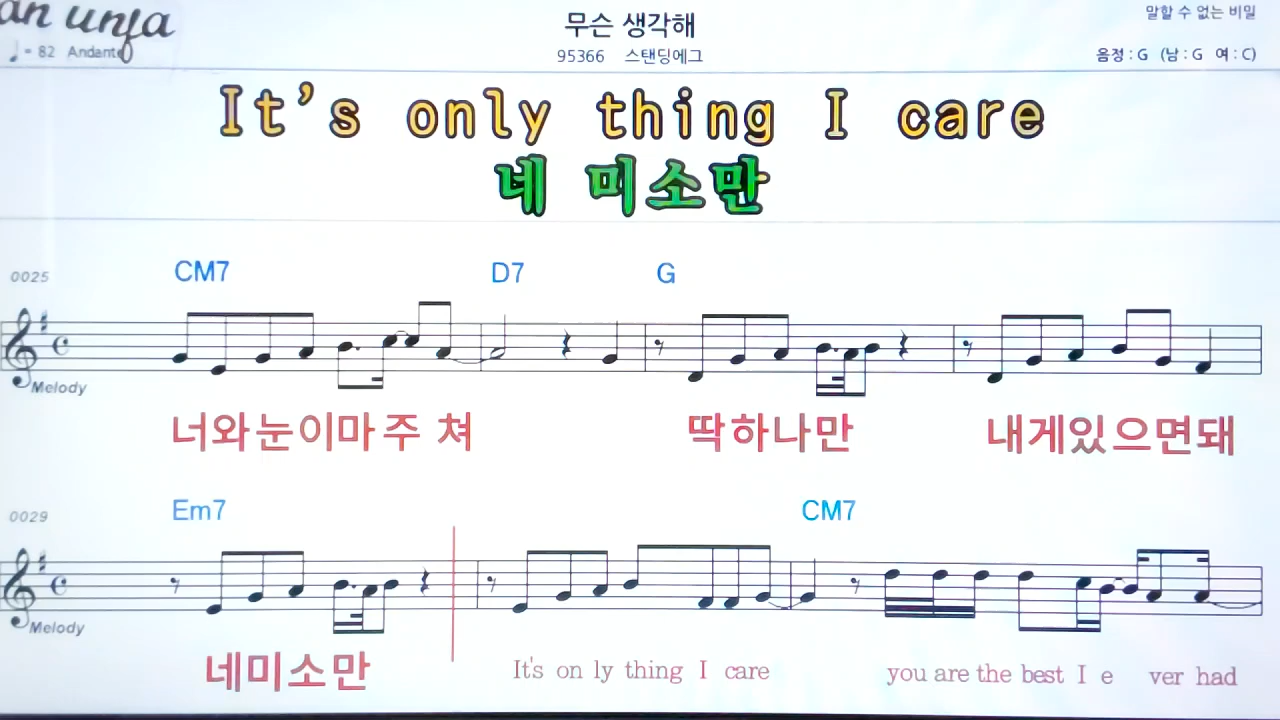 an unfa
♩ = 82 Andante
무슨 생각해
95366 스탠딩에그
말할 수 없는 비밀
음정 : G (남 : G 여 : C)
It's only thing I care
네 미소만
0025
CM7 D7 G
Melody
너와눈이마주 쳐 딱하나만 내게있으면돼
0029
Em7 CM7
Melody
네미소만 It's on ly thing I care you are the best I e ver had